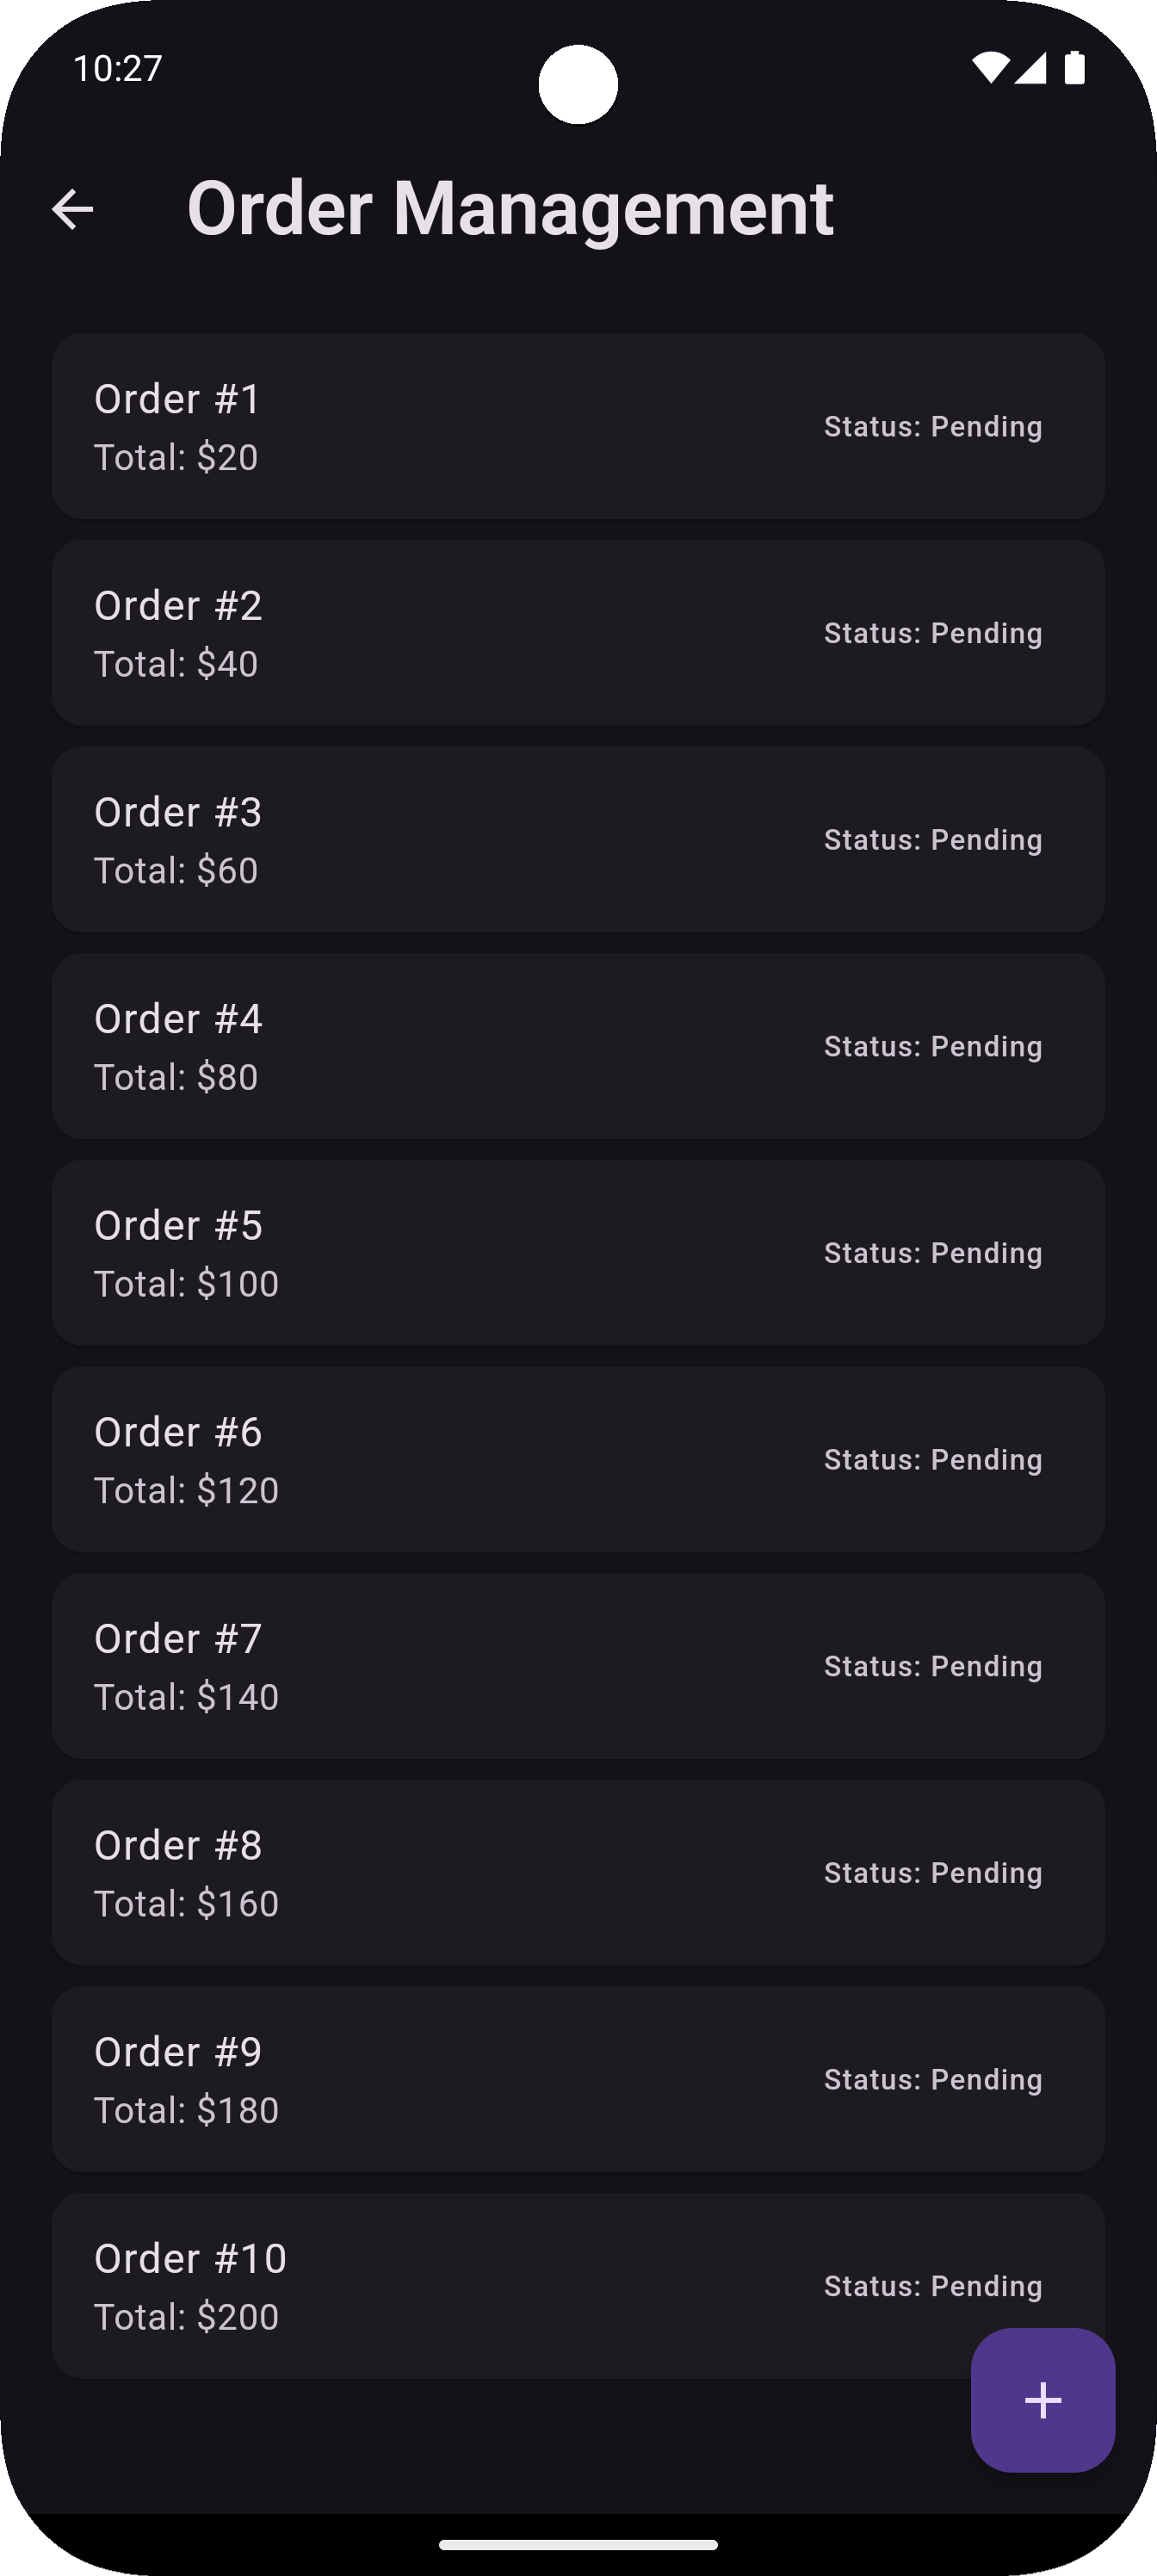 10:27
Order Management
Order #1
Total: $20
Status: Pending
Order #2
Total: $40
Status: Pending
Order #3
Total: $60
Status: Pending
Order #4
Total: $80
Status: Pending
Order #5
Total: $100
Status: Pending
Order #6
Total: $120
Status: Pending
Order #7
Total: $140
Status: Pending
Order #8
Total: $160
Status: Pending
Order #9
Total: $180
Status: Pending
Order #10
Total: $200
Status: Pending